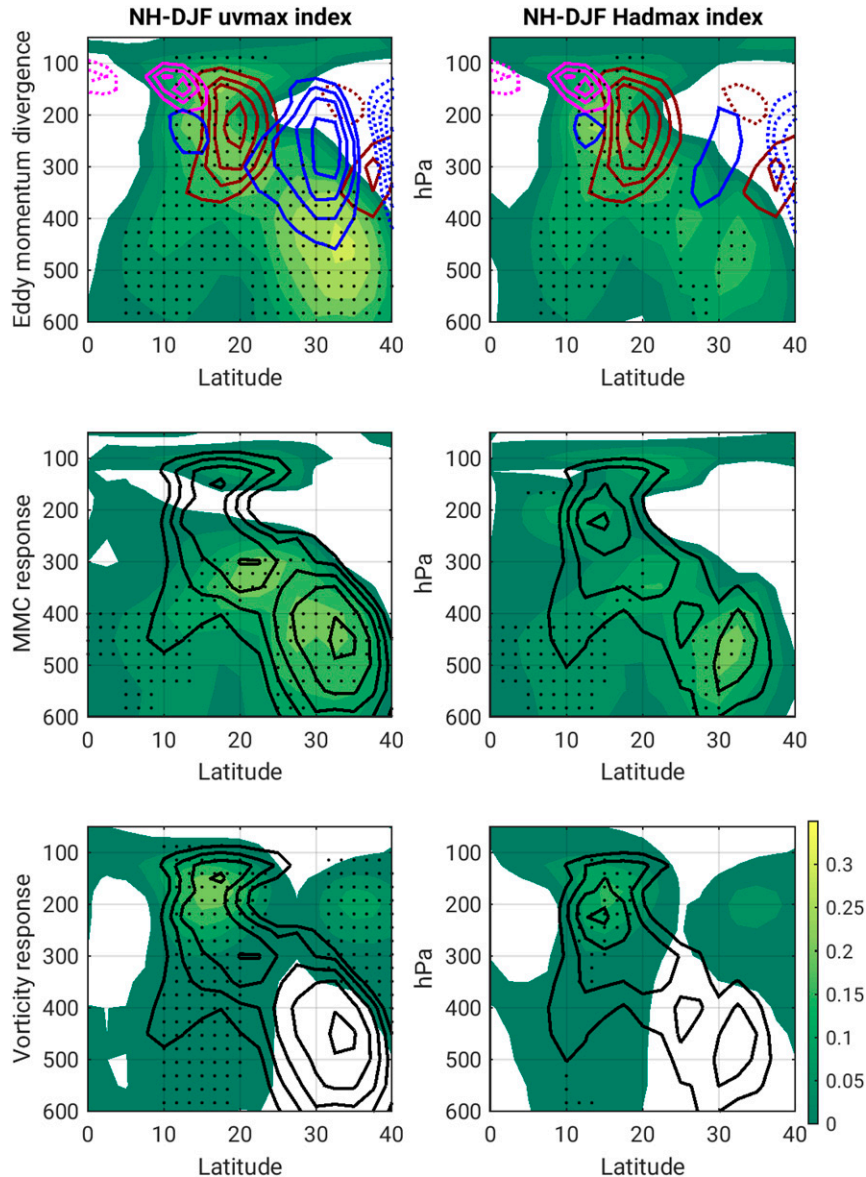 NH-DJF uvmax index
NH-DJF Hadmax index
Eddy momentum divergence
100
200
300
400
500
600
0 10 20 30 40
Latitude
hPa
100
200
300
400
500
600
0 10 20 30 40
Latitude
MMC response
100
200
300
400
500
600
0 10 20 30 40
Latitude
hPa
100
200
300
400
500
600
0 10 20 30 40
Latitude
Vorticity response
100
200
300
400
500
600
0 10 20 30 40
Latitude
hPa
100
200
300
400
500
600
0 10 20 30 40
Latitude
0.3
0.25
0.2
0.15
0.1
0.05
0